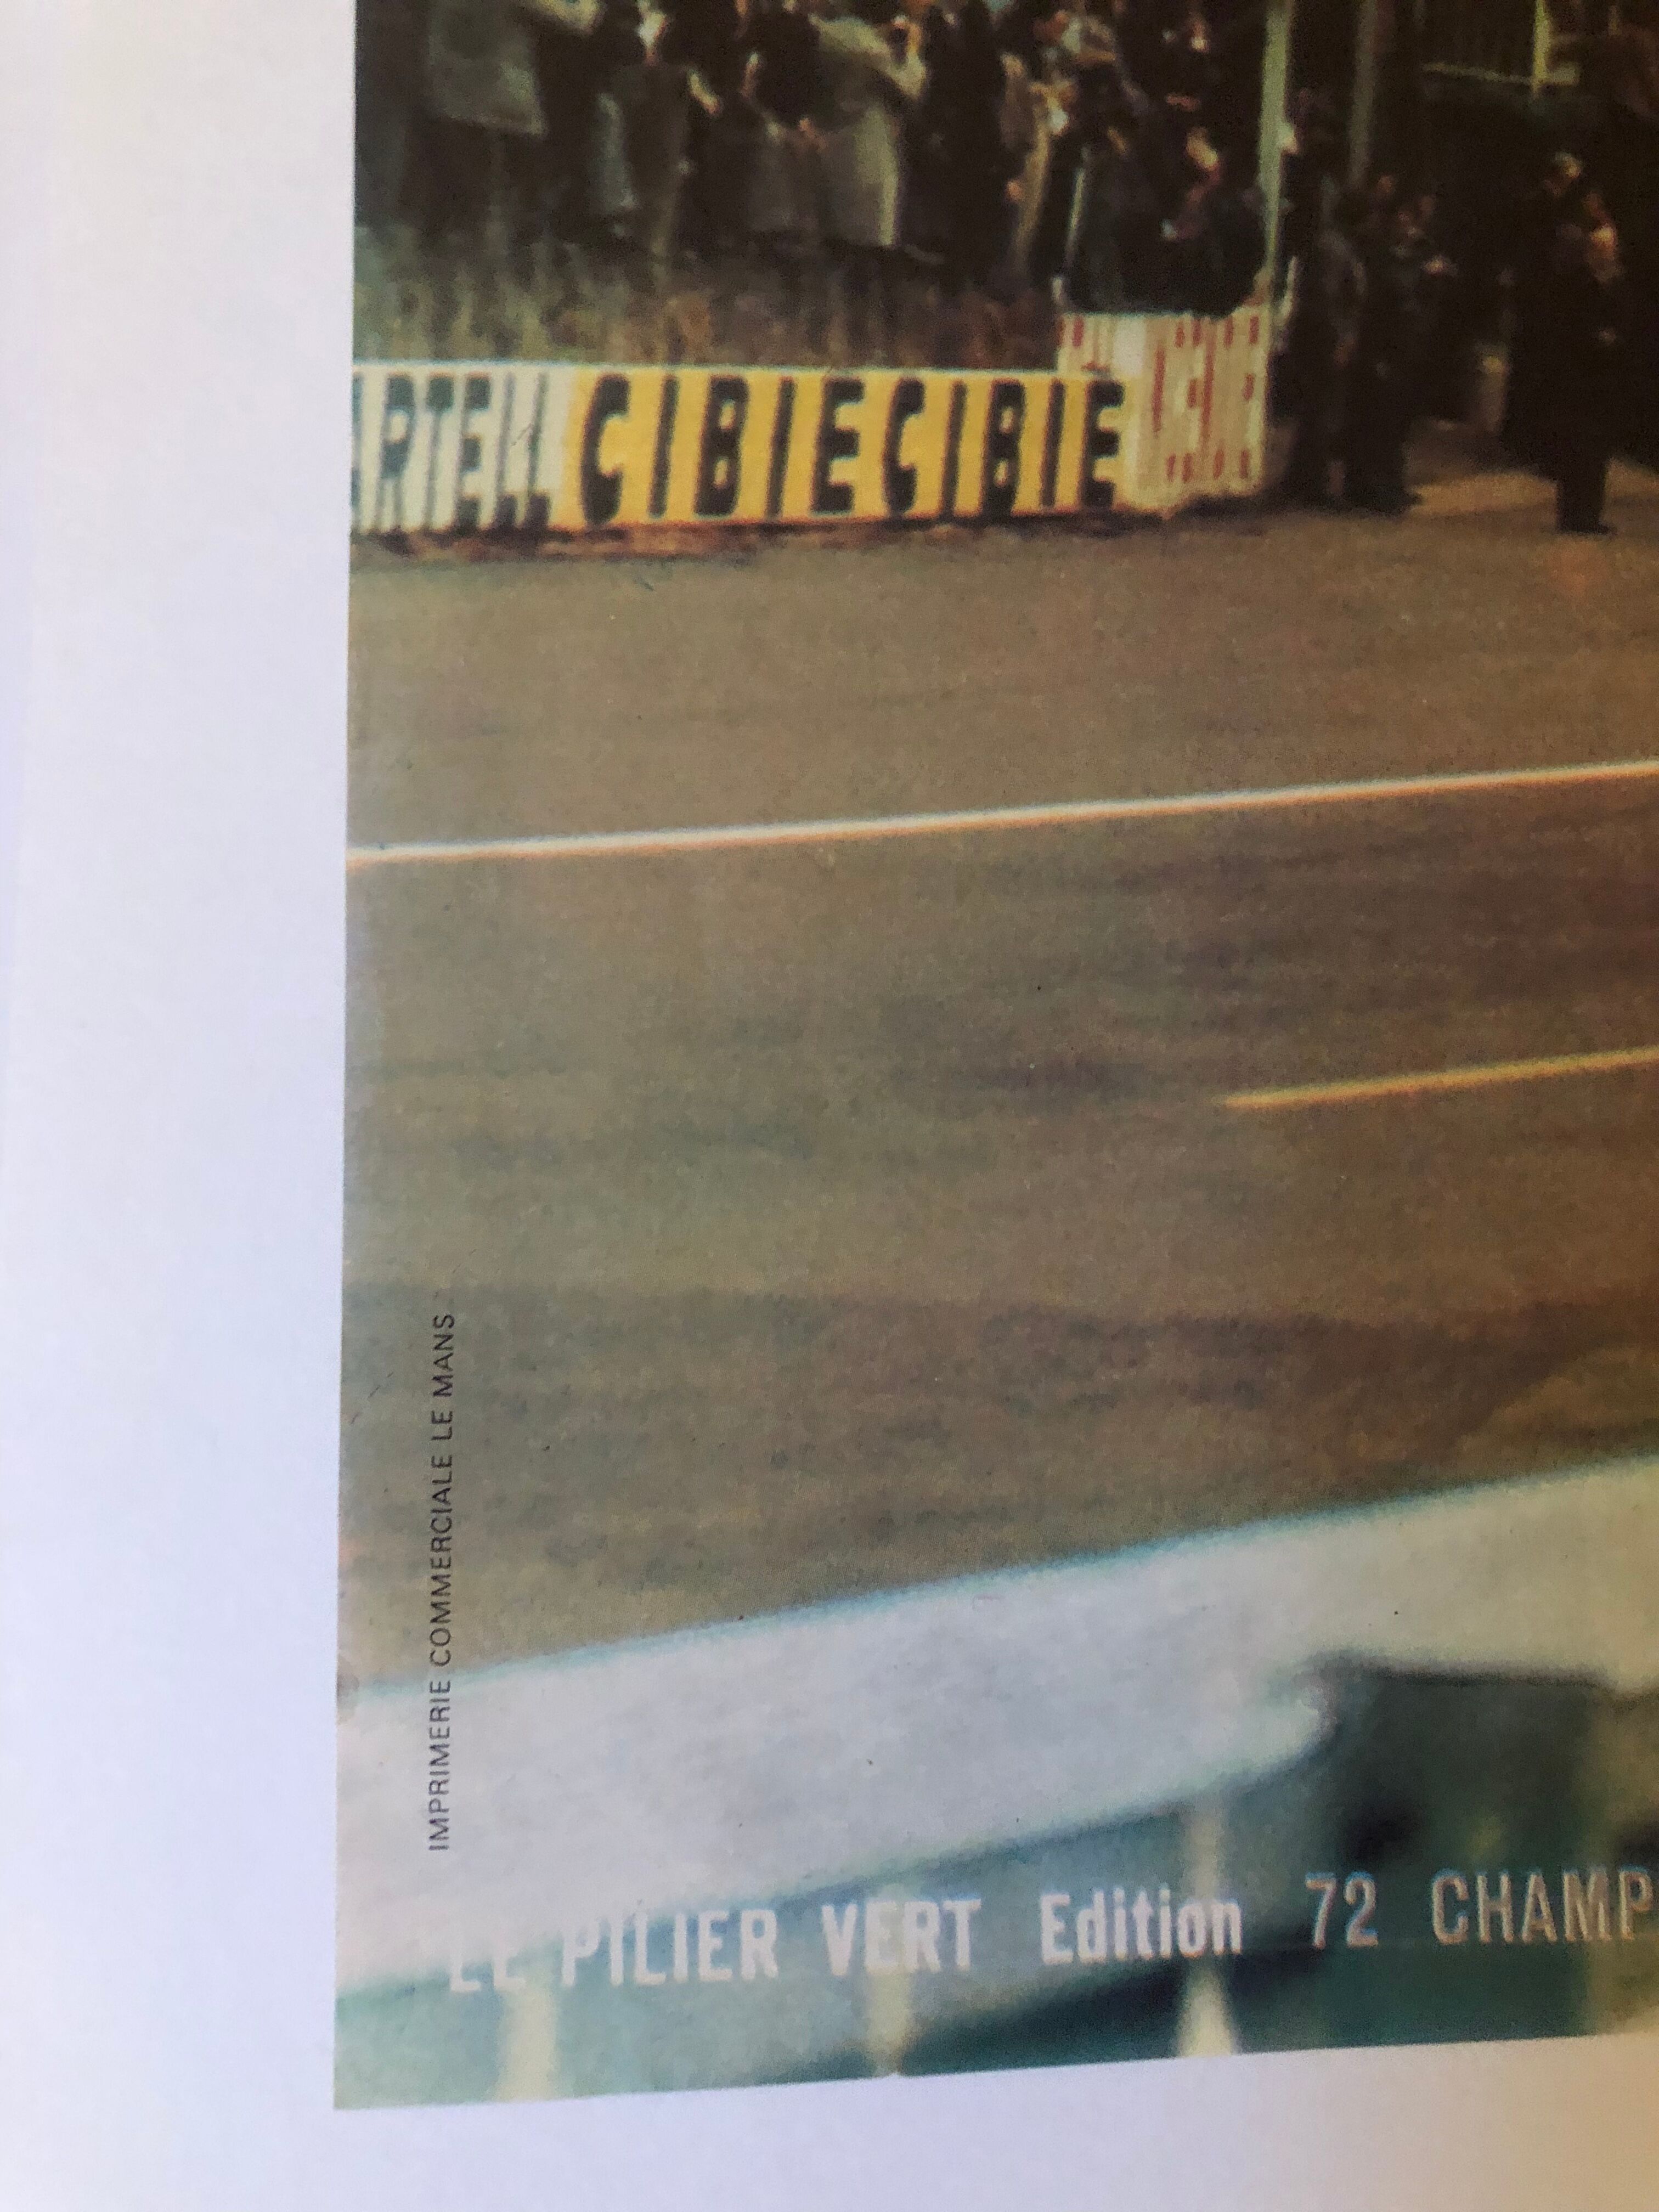 ARTELL CIBIE CIBIE
IMPRIMERIE COMMERCIALE LE MANS
LE PILIER VERT Edition 72 CHAMP